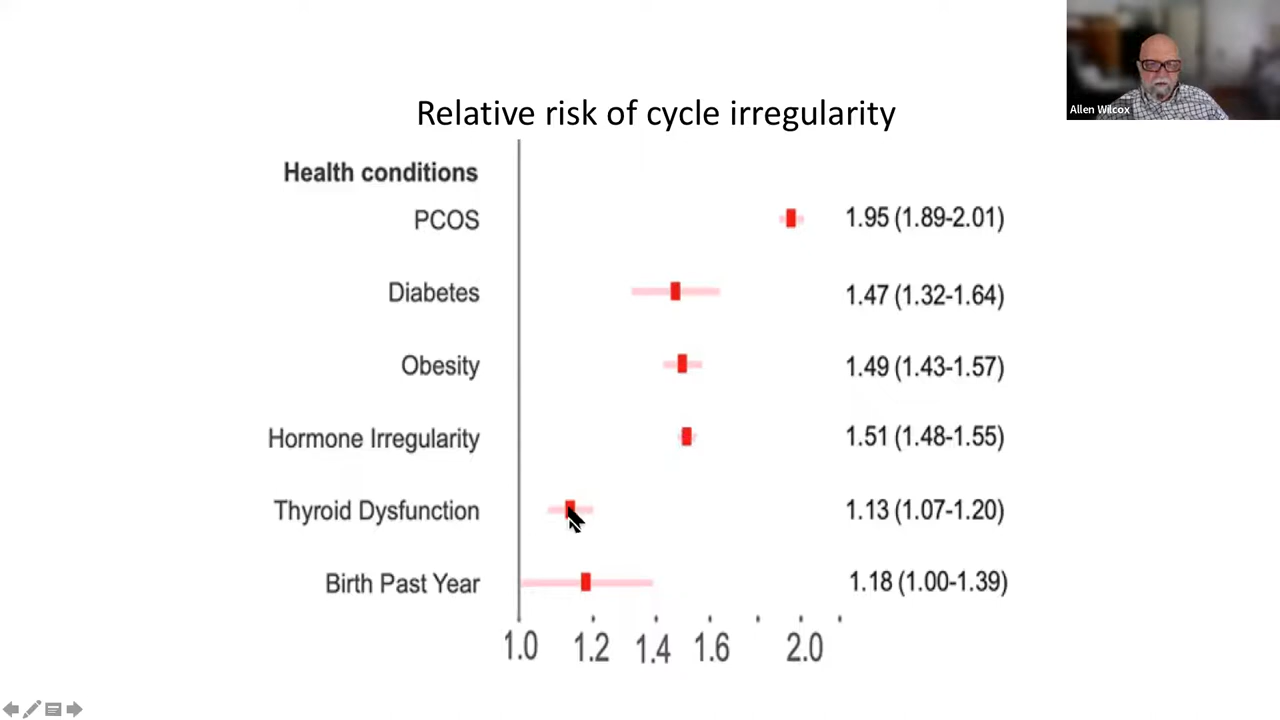 Allen Wilcox
Relative risk of cycle irregularity
Health conditions
PCOS 1.95 (1.89-2.01)
Diabetes 1.47 (1.32-1.64)
Obesity 1.49 (1.43-1.57)
Hormone Irregularity 1.51 (1.48-1.55)
Thyroid Dysfunction 1.13 (1.07-1.20)
Birth Past Year 1.18 (1.00-1.39)
1.0 1.2 1.4 1.6 2.0